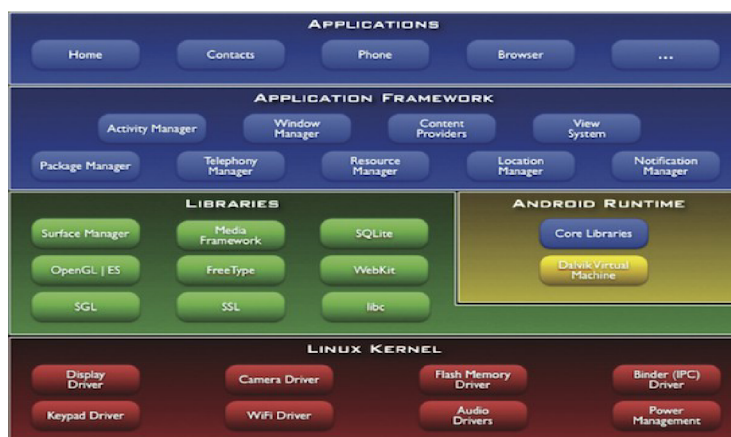 APPLICATIONS
Home
Contacts
Phone
Browser
...
APPLICATION FRAMEWORK
Activity Manager
Window
Manager
Content
Providers
View
System
Package Manager
Telephony
Manager
Resource
Manager
Location
Manager
Notification
Manager
LIBRARIES
Surface Manager
Media
Framework
SQLite
OpenGL | ES
FreeType
WebKit
SGL
SSL
libc
ANDROID RUNTIME
Core Libraries
Dalvik Virtual
Machine
LINUX KERNEL
Display
Driver
Camera Driver
Flash Memory
Driver
Binder (IPC)
Driver
Keypad Driver
WiFi Driver
Audio
Drivers
Power
Management